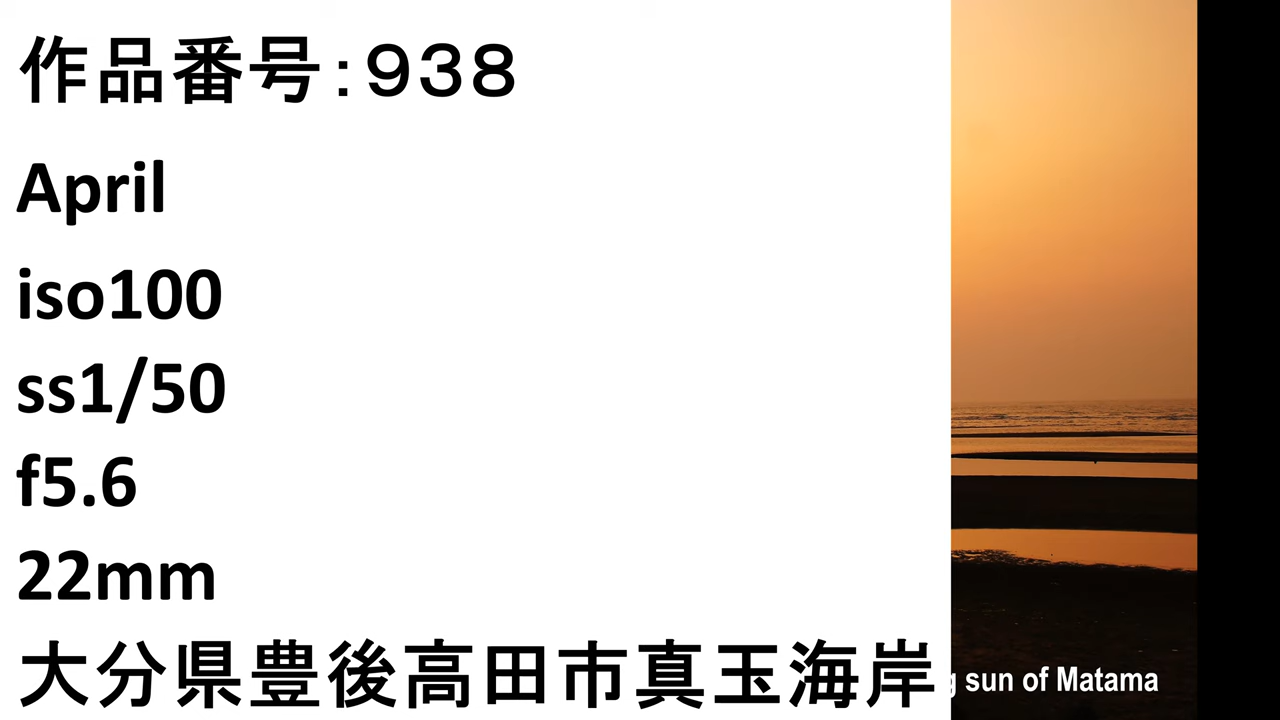 作品番号：９３８
April
iso100
ss1/50
f5.6
22mm
大分県豊後高田市真玉海岸
sun of Matama